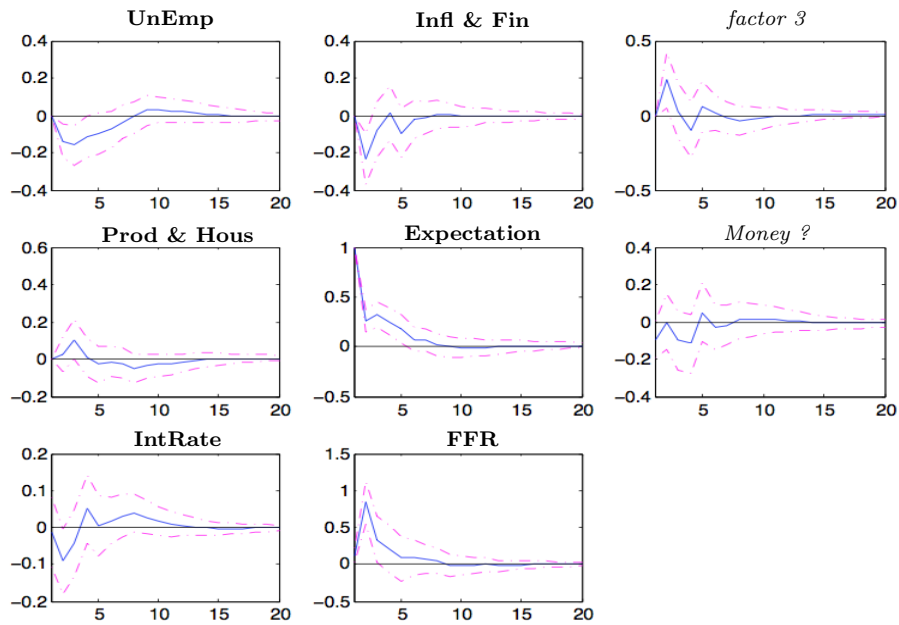 UnEmp Infl & Fin factor 3
0.4 0.4 0.5
0.2 0.2
0 0 0
−0.2 −0.2
−0.4 −0.4 −0.5
5 10 15 20 5 10 15 20 5 10 15 20
Prod & Hous Expectation Money ?
0.6 1 0.4
0.4 0.5 0.2
0.2 0
0 0 −0.2
−0.2 −0.5 −0.4
5 10 15 20 5 10 15 20 5 10 15 20
IntRate FFR
0.2 1.5
0.1 1
0 0.5
−0.1 0
−0.2 −0.5
5 10 15 20 5 10 15 20